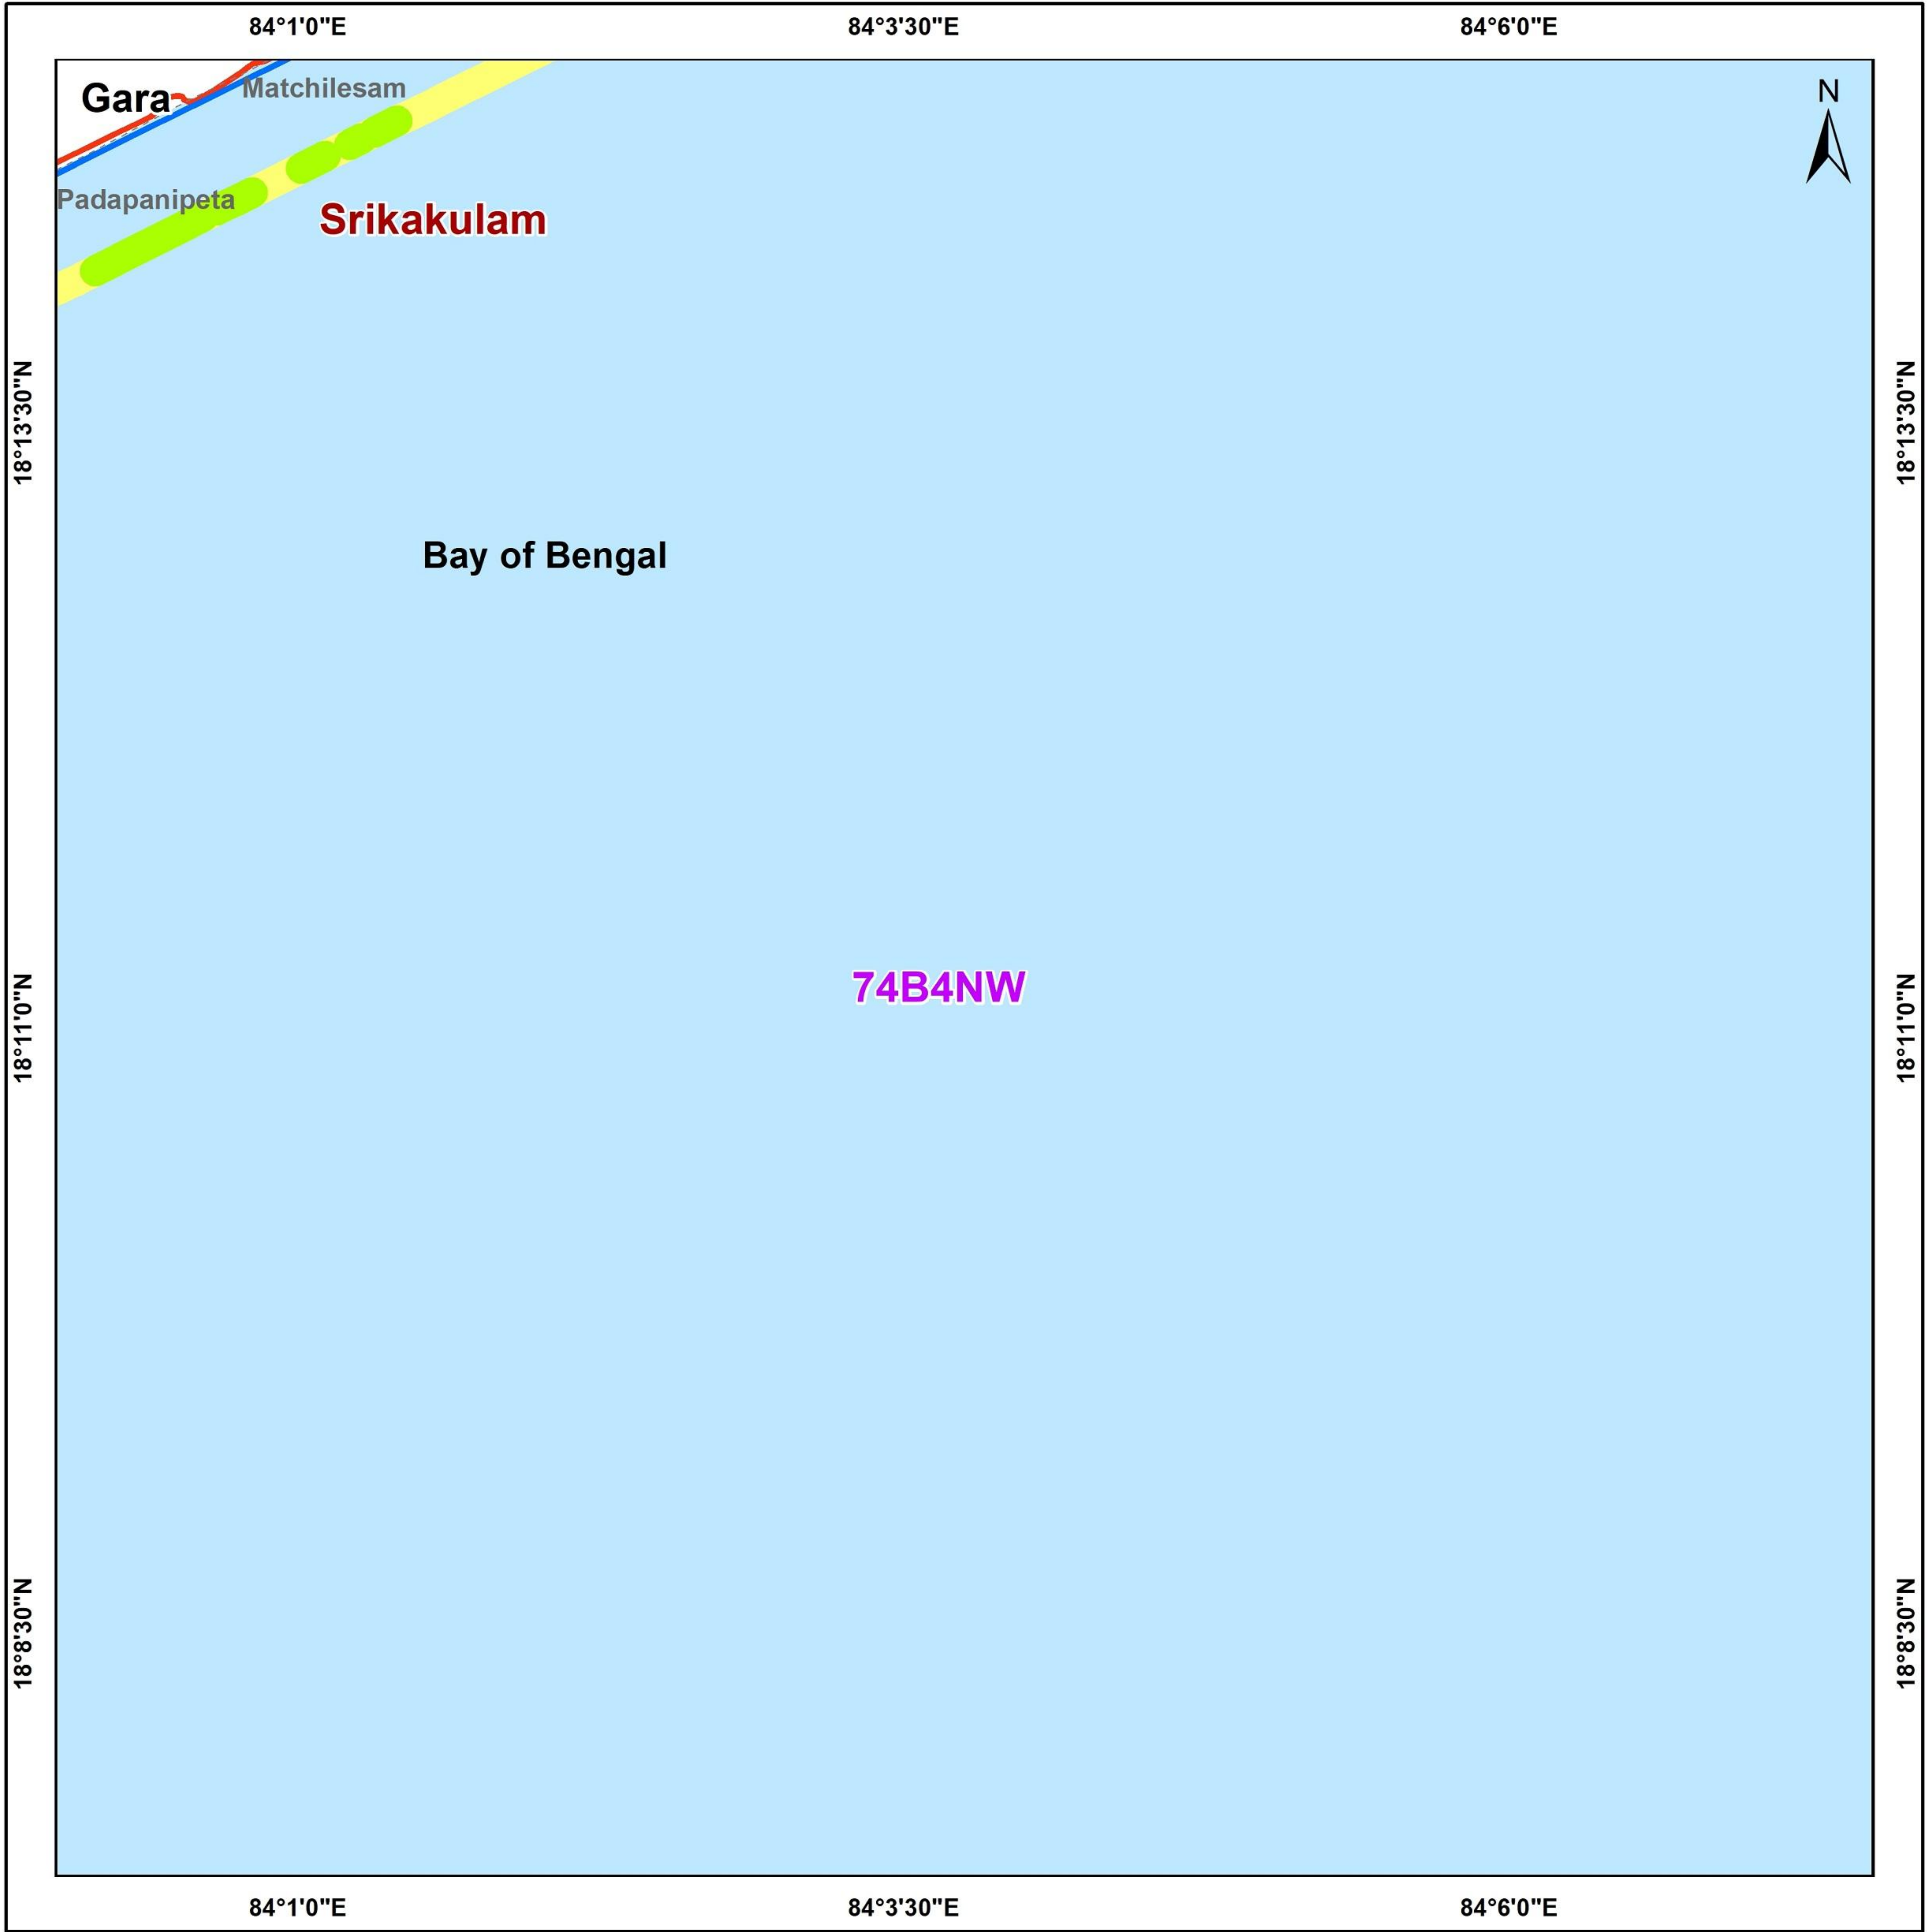 84°1'0"E 84°3'30"E 84°6'0"E
N
Matchilesam
Gara
Padapanipeta
Srikakulam
18°13'30"N 18°13'30"N
Bay of Bengal
74B4NW
18°11'0"N 18°11'0"N
18°8'30"N 18°8'30"N
84°1'0"E 84°3'30"E 84°6'0"E